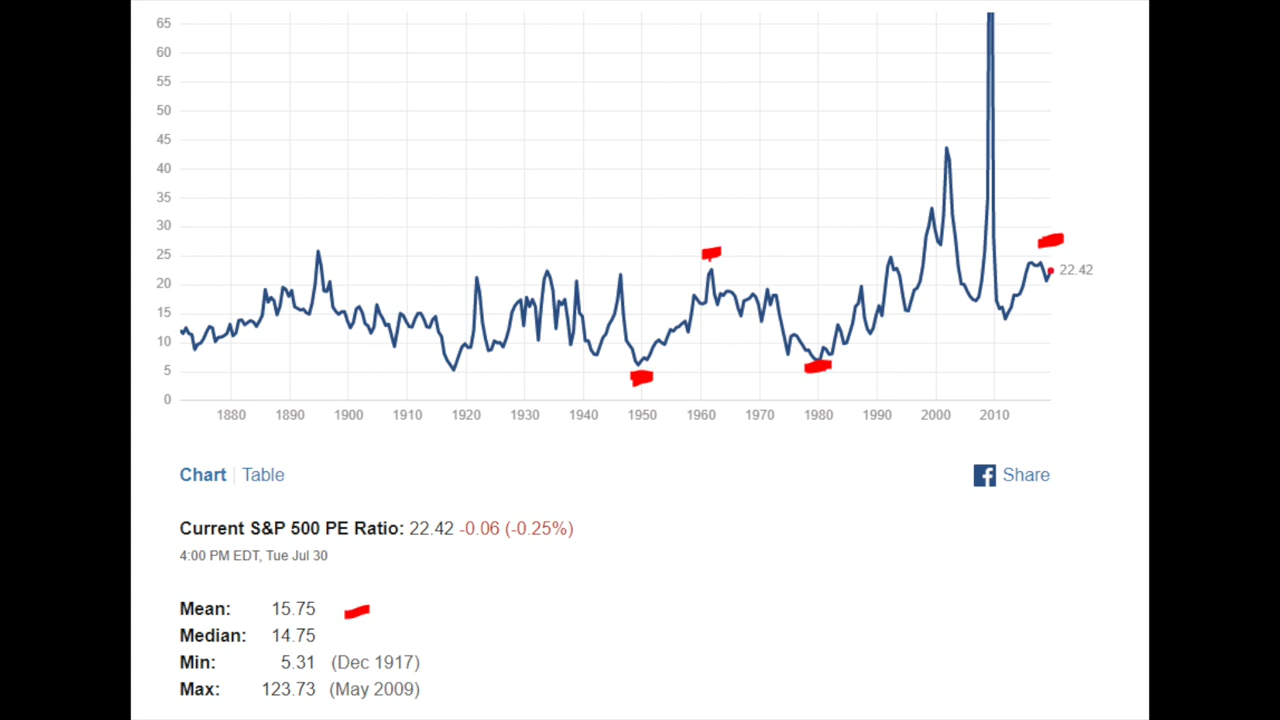 65
60
55
50
45
40
35
30
25
20
15
10
5
0
22.42
1880 1890 1900 1910 1920 1930 1940 1950 1960 1970 1980 1990 2000 2010
Chart | Table
f Share
Current S&P 500 PE Ratio: 22.42 -0.06 (-0.25%)
4:00 PM EDT, Tue Jul 30
Mean: 15.75
Median: 14.75
Min: 5.31 (Dec 1917)
Max: 123.73 (May 2009)